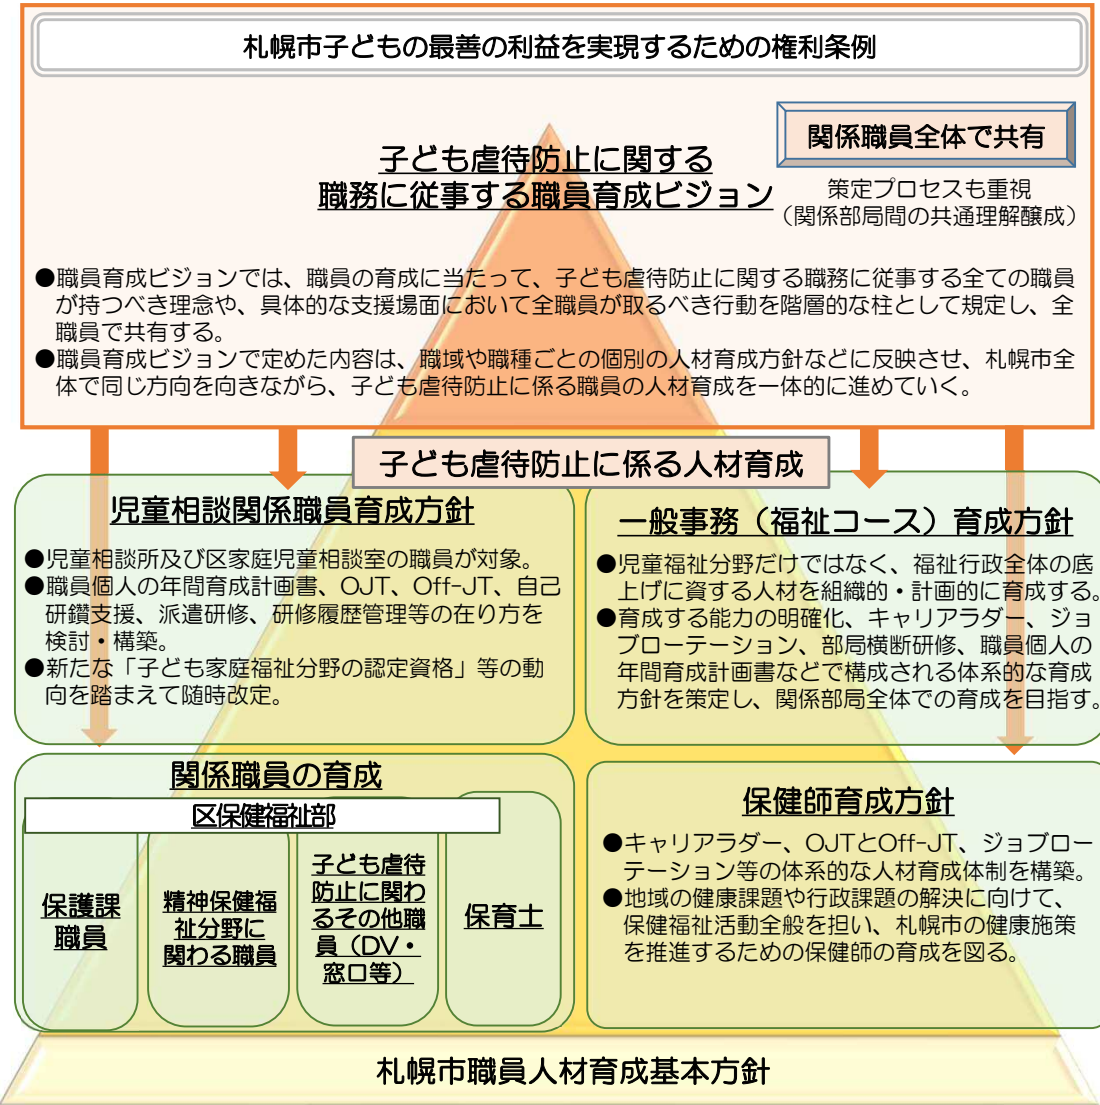 札幌市子どもの最善の利益を実現するための権利条例
関係職員全体で共有
策定プロセスも重視
（関係部局間の共通理解醸成）
子ども虐待防止に関する
職務に従事する職員育成ビジョン
●職員育成ビジョンでは、職員の育成に当たって、子ども虐待防止に関する職務に従事する全ての職員
が持つべき理念や、具体的な支援場面において全職員が取るべき行動を階層的な柱として規定し、全
職員で共有する。
●職員育成ビジョンで定めた内容は、職域や職種ごとの個別の人材育成方針などに反映させ、札幌市全
体で同じ方向を向きながら、子ども虐待防止に係る職員の人材育成を一体的に進めていく。
子ども虐待防止に係る人材育成
児童相談関係職員育成方針
●児童相談所及び区家庭児童相談室の職員が対象。
●職員個人の年間育成計画書、OJT、Off-JT、自己
研鑽支援、派遣研修、研修履歴管理等の在り方を
検討・構築。
●新たな「子ども家庭福祉分野の認定資格」等の動
向を踏まえて随時改定。
一般事務（福祉コース）育成方針
●児童福祉分野だけではなく、福祉行政全体の底
上げに資する人材を組織的・計画的に育成する。
●育成する能力の明確化、キャリアラダー、ジョ
ブローテーション、部局横断研修、職員個人の
年間育成計画書などで構成される体系的な育成
方針を策定し、関係部局全体での育成を目指す。
関係職員の育成
区保健福祉部
保護課
職員
精神保健福
祉分野に
関わる職員
子ども虐待
防止に関わ
るその他職
員（DV・
窓口等）
保育士
保健師育成方針
●キャリアラダー、OJTとOff-JT、ジョブロー
テーション等の体系的な人材育成体制を構築。
●地域の健康課題や行政課題の解決に向けて、
保健福祉活動全般を担い、札幌市の健康施策
を推進するための保健師の育成を図る。
札幌市職員人材育成基本方針